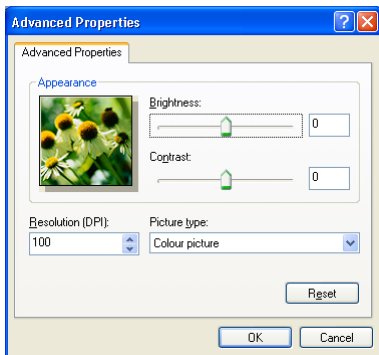 Advanced Properties
Advanced Properties
Appearance
Brightness:
0
Contrast:
0
Resolution (DPI):
Picture type:
100
Colour picture
Reset
OK
Cancel